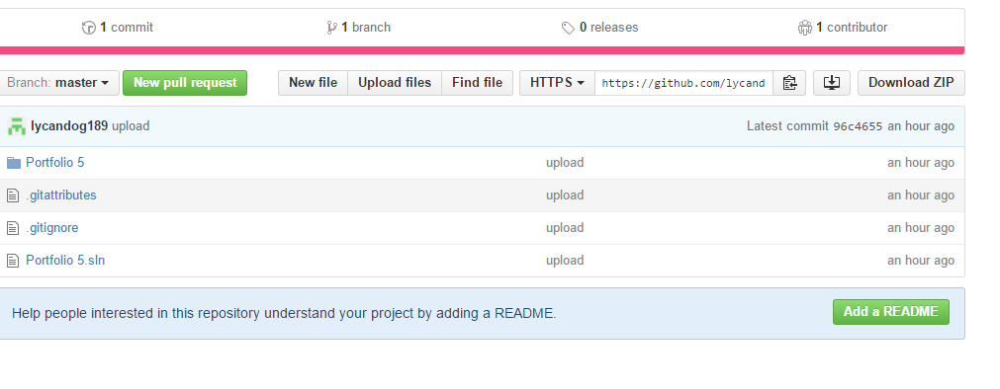 1 commit 1 branch 0 releases 1 contributor
Branch: master New pull request New file Upload files Find file HTTPS https://github.com/lycand Download ZIP
lycandog189 upload Latest commit 96c4655 an hour ago
Portfolio 5 upload an hour ago
.gitattributes upload an hour ago
.gitignore upload an hour ago
Portfolio 5.sln upload an hour ago
Help people interested in this repository understand your project by adding a README. Add a README